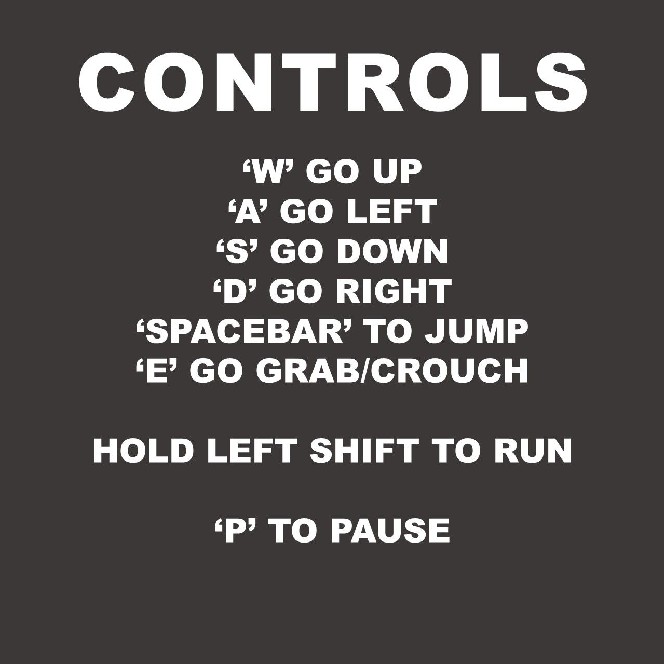 CONTROLS
‘W’ GO UP
‘A’ GO LEFT
‘S’ GO DOWN
‘D’ GO RIGHT
‘SPACEBAR’ TO JUMP
‘E’ GO GRAB/CROUCH
HOLD LEFT SHIFT TO RUN
‘P’ TO PAUSE